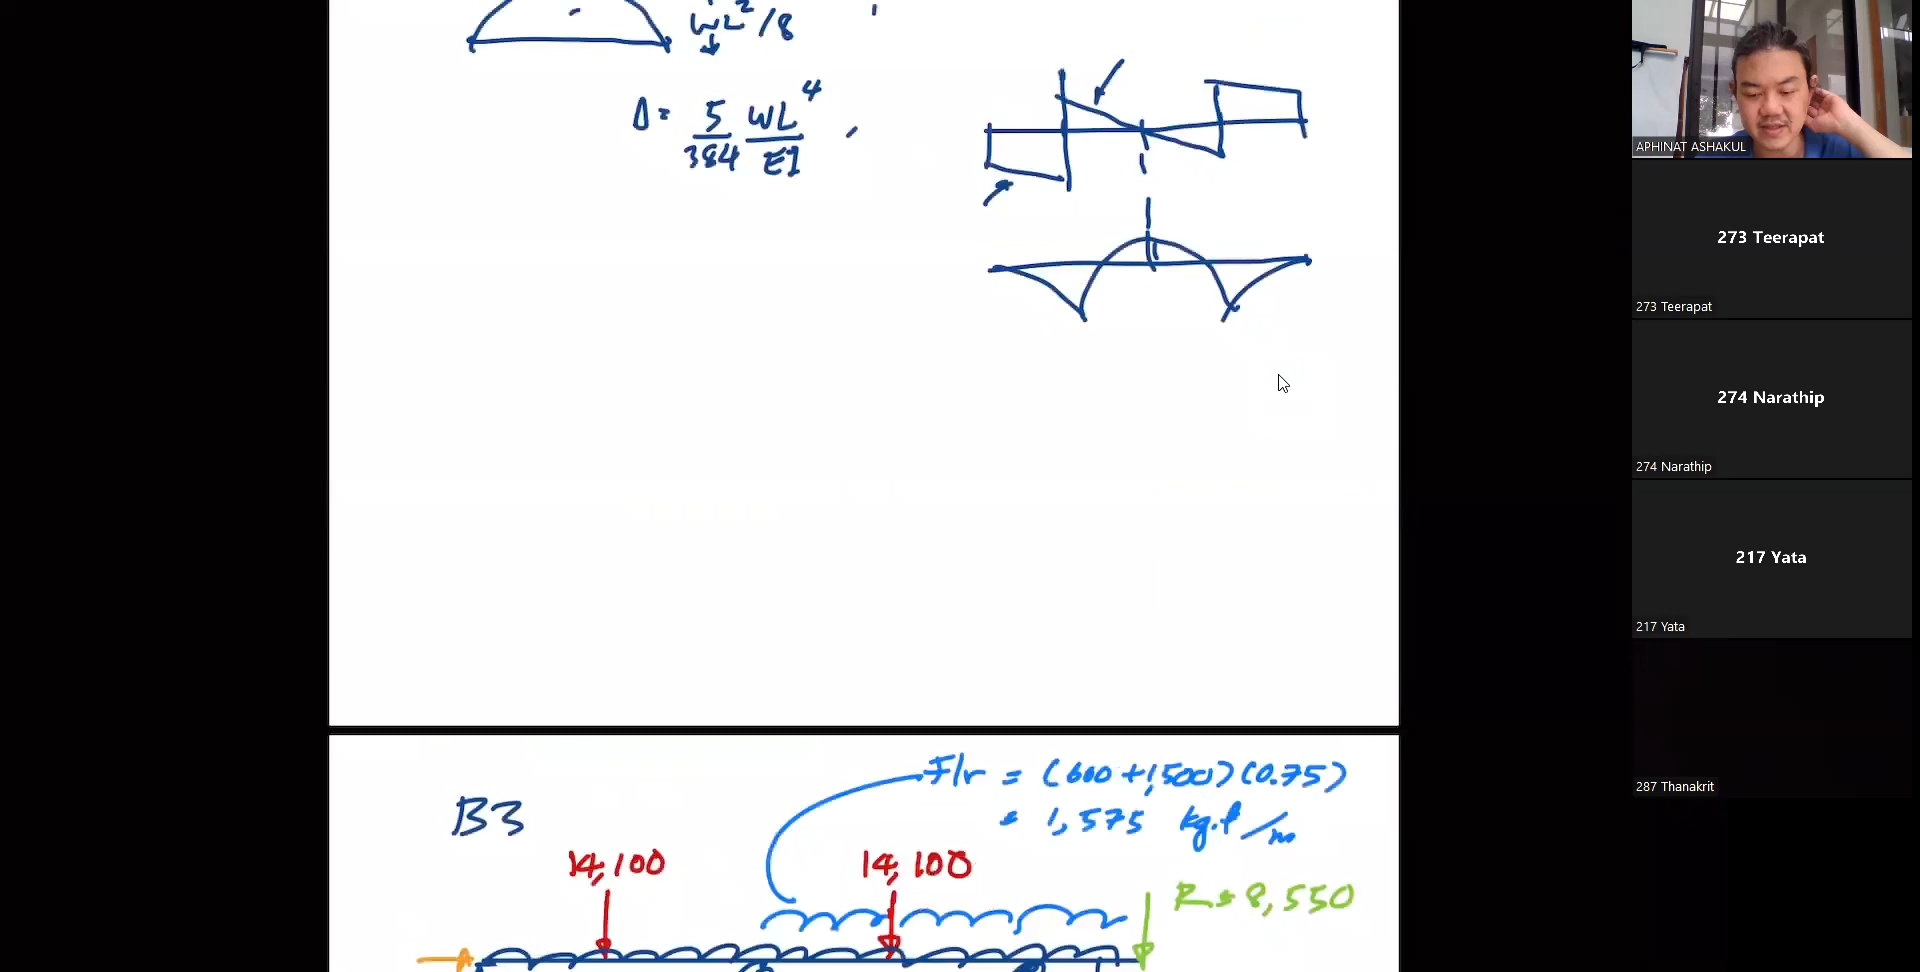 WL²/8
Δ = 5/384 WL⁴/EI
B3
Flr = (600 + 1,500)(0.75)
= 1,575 kg.f/m
14,100
14,100
R = 8,550
APHINAT ASHAKUL
273 Teerapat
273 Teerapat
274 Narathip
274 Narathip
217 Yata
217 Yata
287 Thanakrit